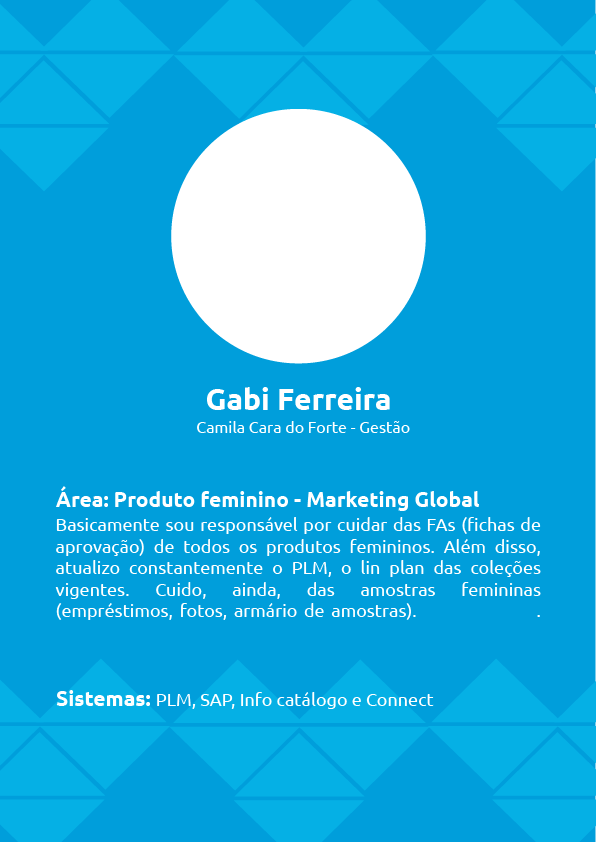 Gabi Ferreira
Camila Cara do Forte - Gestão
Área: Produto feminino - Marketing Global
Basicamente sou responsável por cuidar das FAs (fichas de
aprovação) de todos os produtos femininos. Além disso,
atualizo constantemente o PLM, o lin plan das coleções
vigentes. Cuido, ainda, das amostras femininas
(empréstimos, fotos, armário de amostras). .
Sistemas: PLM, SAP, Info catálogo e Connect